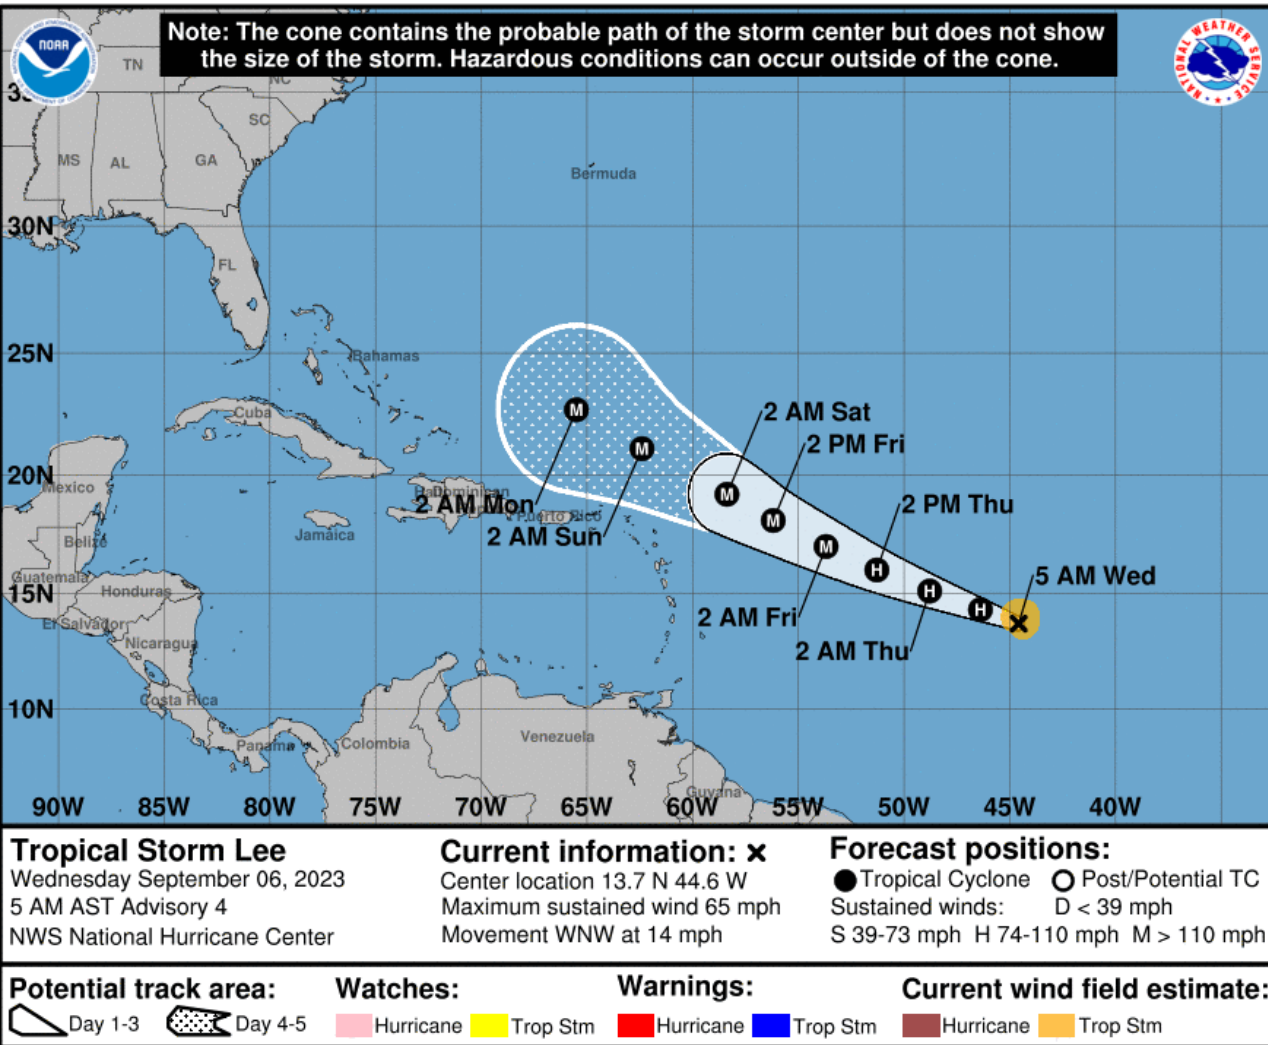 Note: The cone contains the probable path of the storm center but does not show
the size of the storm. Hazardous conditions can occur outside of the cone.
NOAA
NATIONAL WEATHER SERVICE
TN
NC
35
SC
MS
AL
GA
Bermuda
30N
FL
25N
Bahamas
2 AM Sat
Cuba
M
2 PM Fri
M
20N
Mexico
M
Dominican
2 AM Mon
Puerto Rico
2 PM Thu
M
2 AM Sun
Jamaica
Belize
M
H
Guatemala
5 AM Wed
15N
Honduras
H
H
2 AM Fri
El Salvador
Nicaragua
2 AM Thu
Costa Rica
10N
Panama
Colombia
Venezuela
Guyana
90W 85W 80W 75W 70W 65W 60W 55W 50W 45W 40W
Tropical Storm Lee
Wednesday September 06, 2023
5 AM AST Advisory 4
NWS National Hurricane Center
Current information: x
Center location 13.7 N 44.6 W
Maximum sustained wind 65 mph
Movement WNW at 14 mph
Forecast positions:
Tropical Cyclone Post/Potential TC
Sustained winds: D < 39 mph
S 39-73 mph H 74-110 mph M > 110 mph
Potential track area:
Day 1-3 Day 4-5
Watches:
Hurricane Trop Stm
Warnings:
Hurricane Trop Stm
Current wind field estimate:
Hurricane Trop Stm